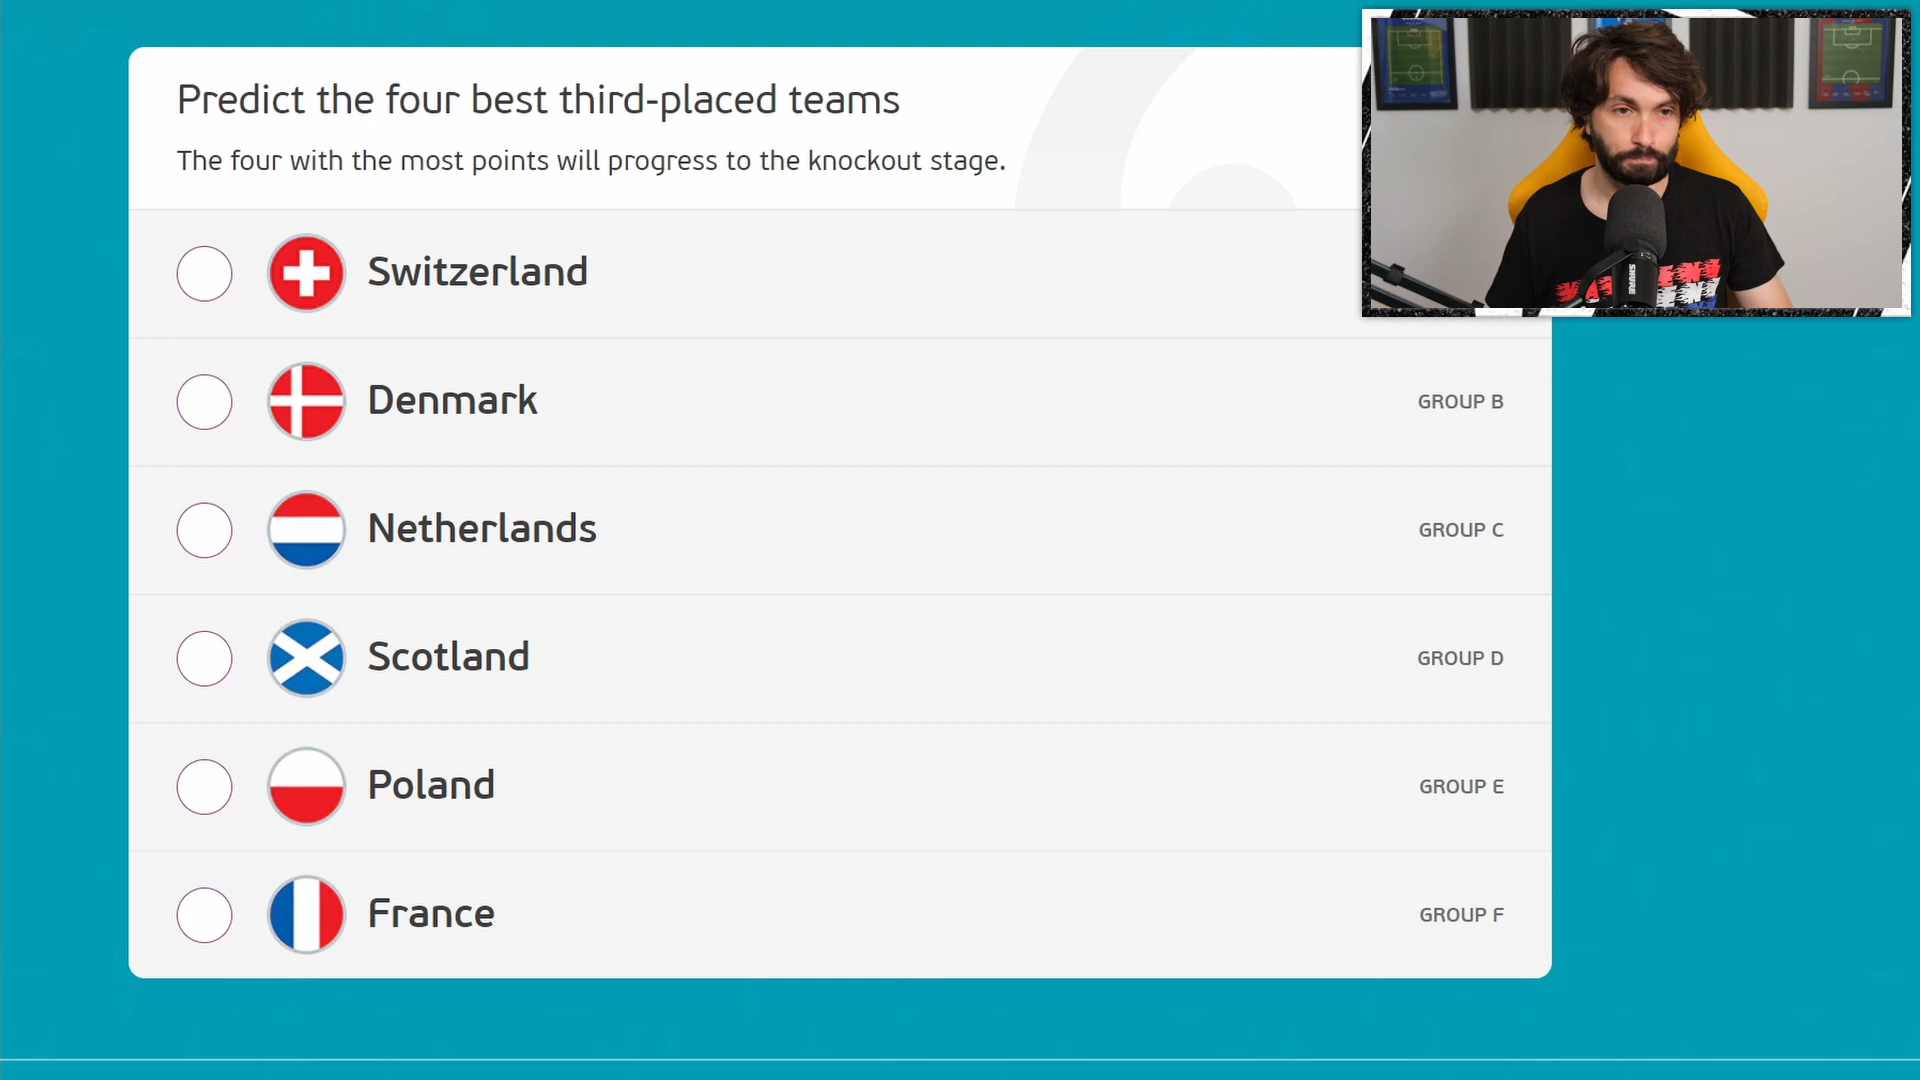 Predict the four best third-placed teams
The four with the most points will progress to the knockout stage.
Switzerland
Denmark
GROUP B
Netherlands
GROUP C
Scotland
GROUP D
Poland
GROUP E
France
GROUP F
SHURE